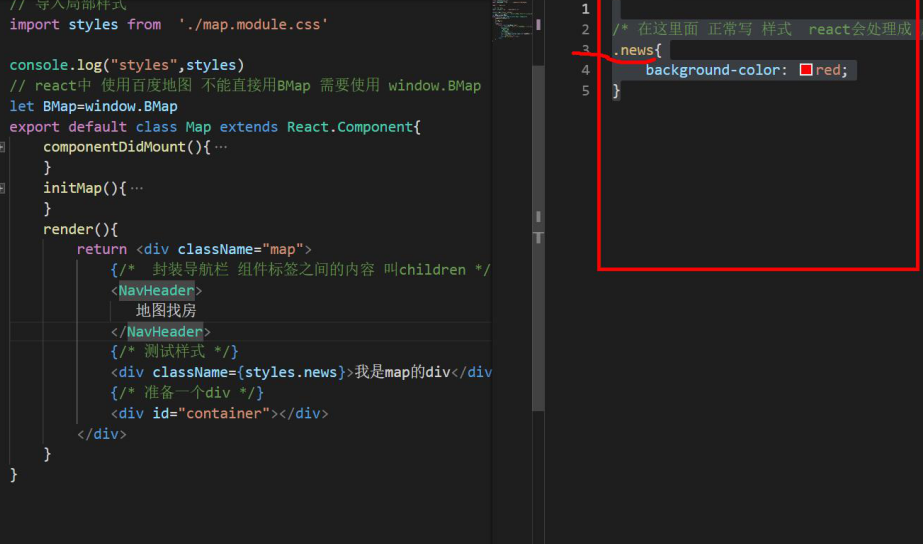 // 导入局部样式
import styles from  './map.module.css'
console.log("styles",styles)
// react中 使用百度地图 不能直接用BMap 需要使用 window.BMap
let BMap=window.BMap
export default class Map extends React.Component{
componentDidMount(){ ···
}
initMap(){ ···
}
render(){
return <div className="map">
{/*  封装导航栏 组件标签之间的内容 叫children */
<NavHeader>
地图找房
</NavHeader>
{/* 测试样式 */}
<div className={styles.news}>我是map的div</div
{/* 准备一个div */}
<div id="container"></div>
</div>
}
}
1
2 /* 在这里面 正常写 样式  react会处理成
3 .news{
4 background-color: red;
5 }